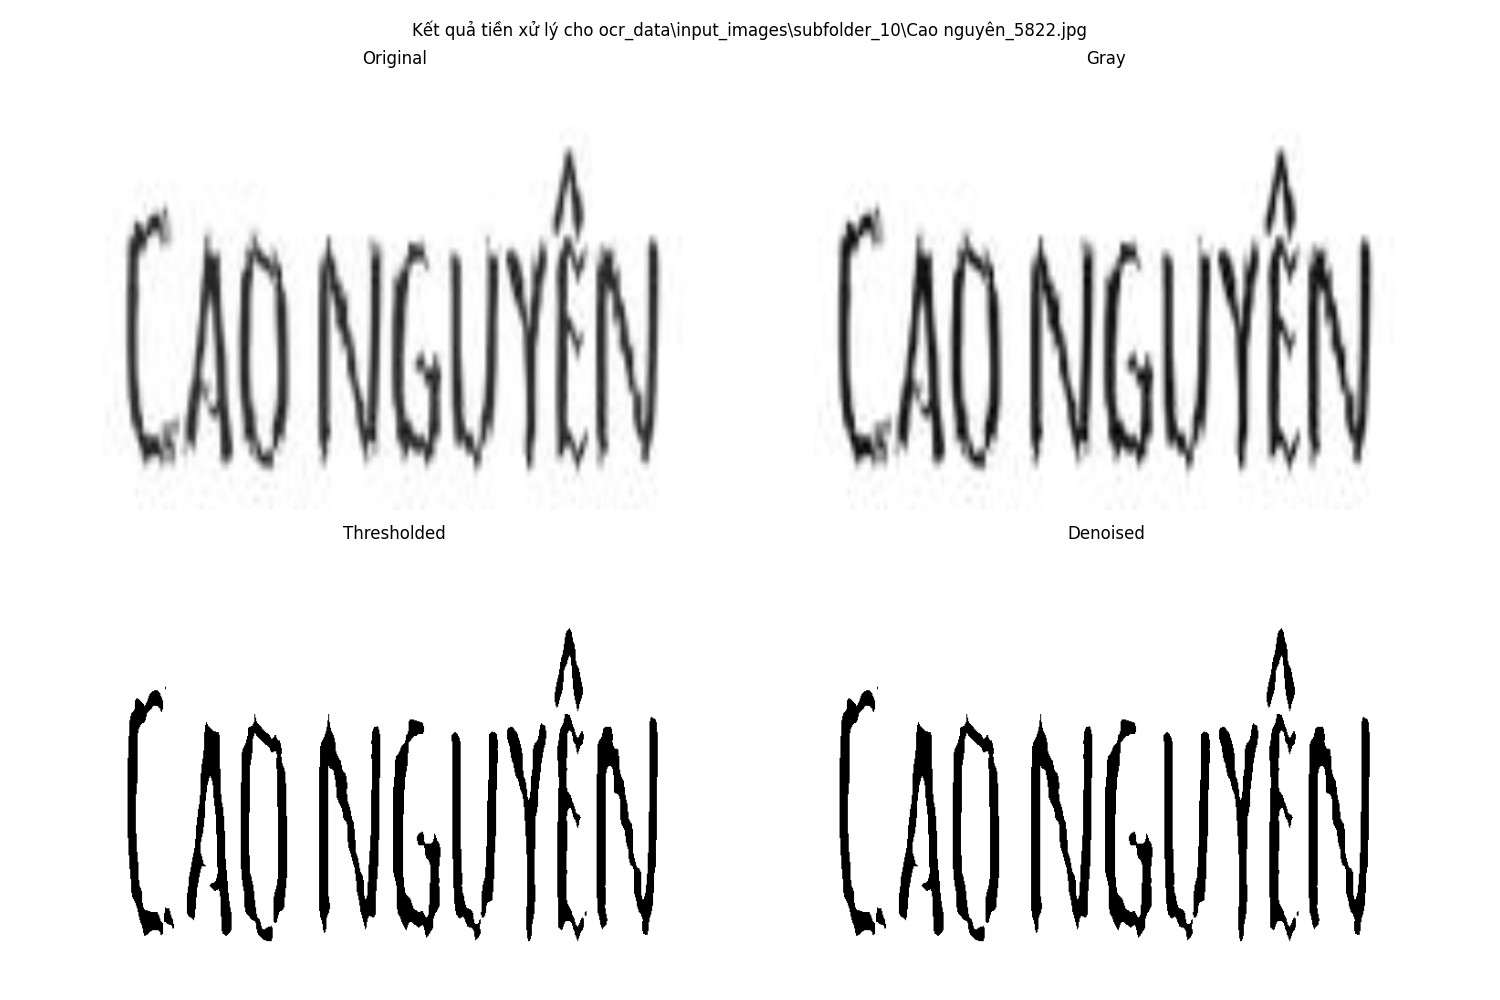 Kết quả tiền xử lý cho ocr_data\input_images\subfolder_10\Cao nguyên_5822.jpg
Original
Gray
CAO NGUYÊN
CAO NGUYÊN
Thresholded
Denoised
CAO NGUYÊN
CAO NGUYÊN